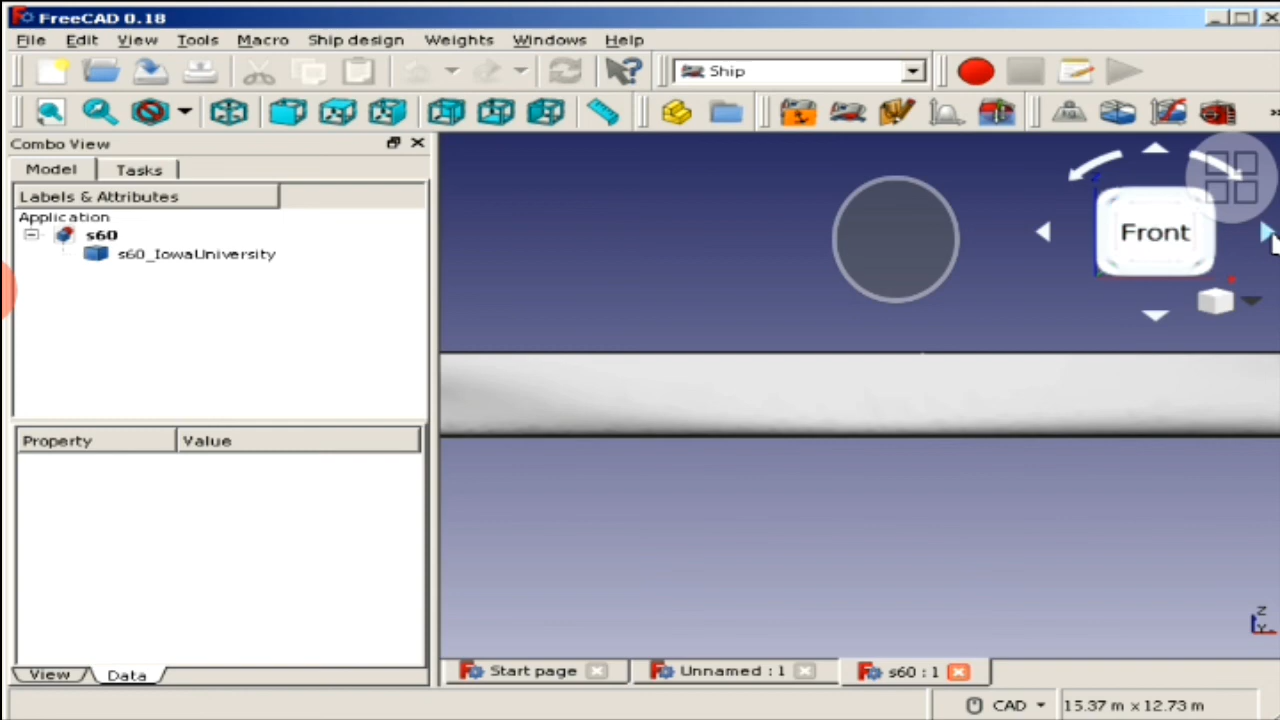 FreeCAD 0.18
File Edit View Tools Macro Ship design Weights Windows Help
Ship
Combo View
Model Tasks
Labels & Attributes
Application
s60
s60_IowaUniversity
Front
Property Value
View Data
Z
Y
Start page Unnamed : 1 s60 : 1
CAD 15.37 m x 12.73 m